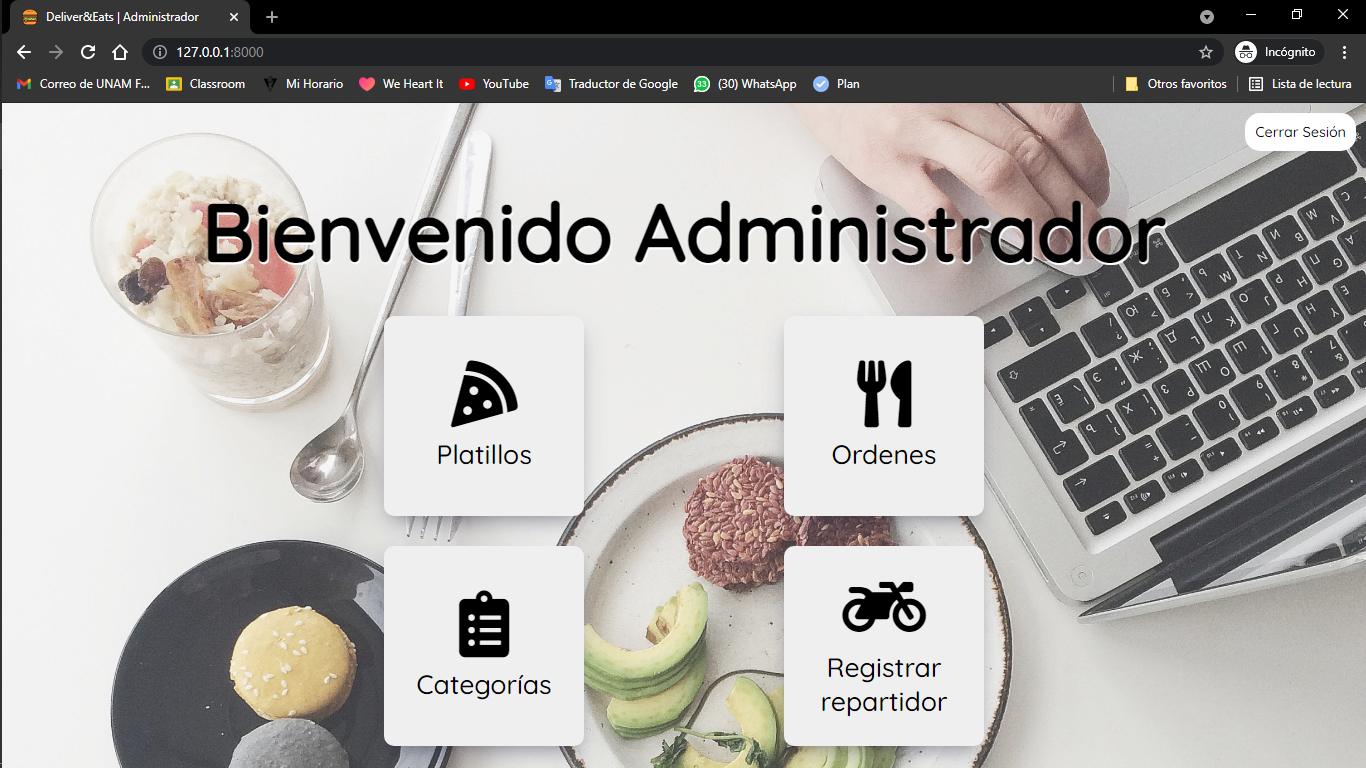 Deliver&Eats | Administrador
127.0.0.1:8000
Incógnito
Correo de UNAM F... Classroom Mi Horario We Heart It YouTube Traductor de Google 33 (30) WhatsApp Plan Otros favoritos Lista de lectura
Cerrar Sesión
Bienvenido Administrador
Platillos
Ordenes
Categorías
Registrar
repartidor